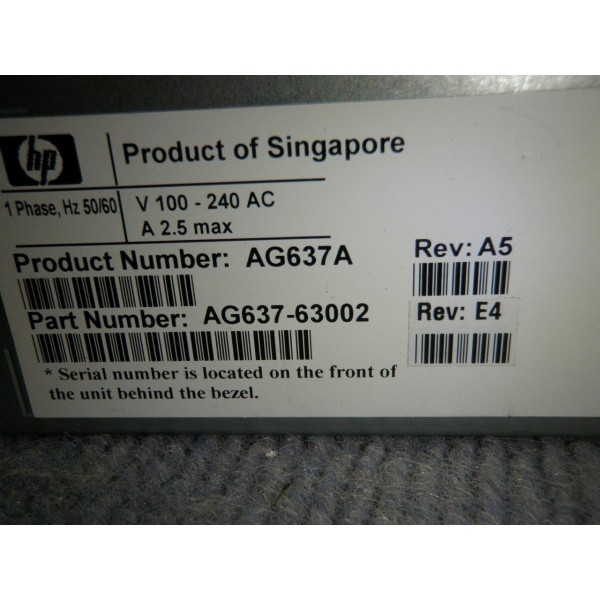 hp
Product of Singapore
1 Phase, Hz 50/60
V 100 - 240 AC
A 2.5 max
Product Number: AG637A
Rev: A5
Part Number: AG637-63002
Rev: E4
* Serial number is located on the front of
the unit behind the bezel.